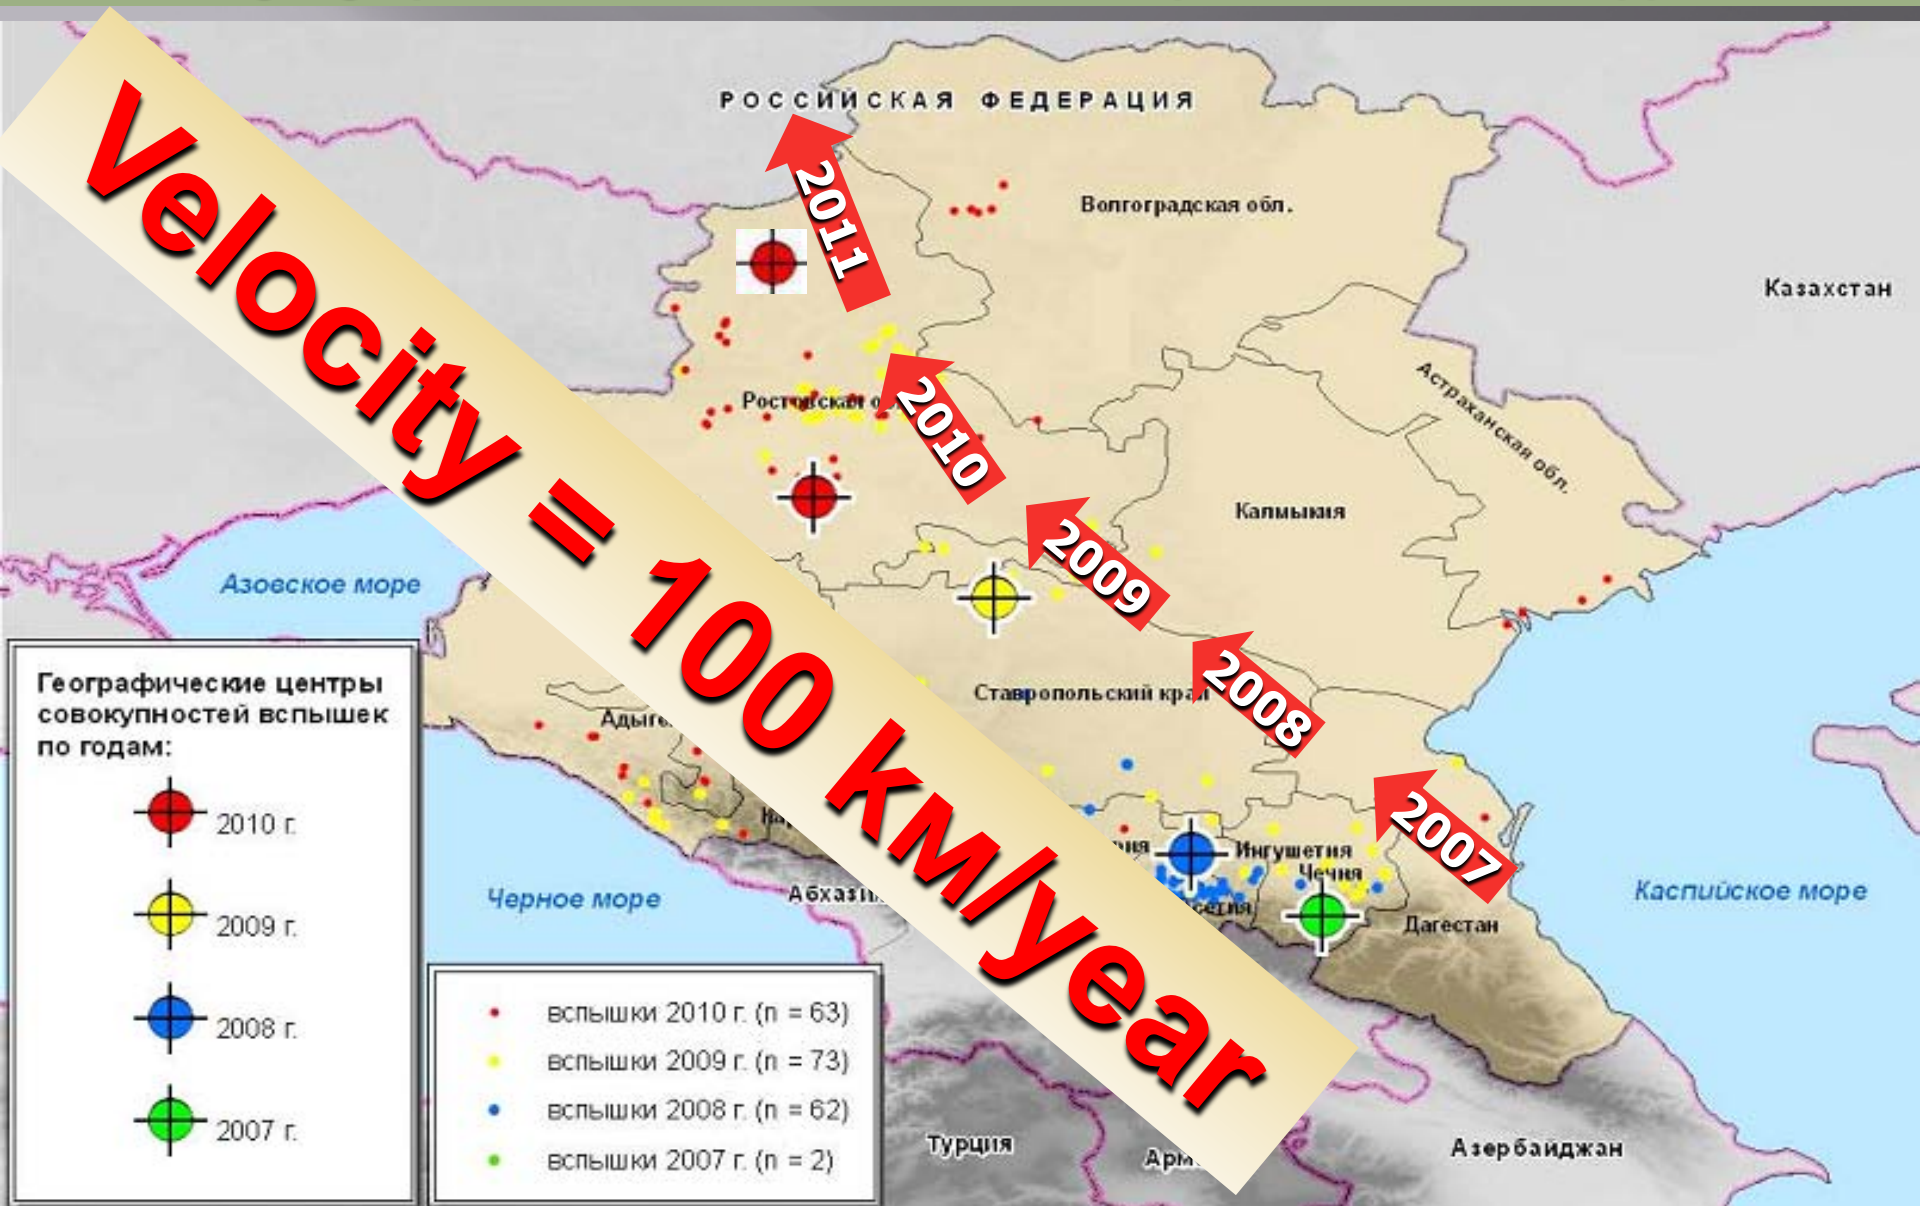 РОССИЙСКАЯ ФЕДЕРАЦИЯ
2011
Волгоградская обл.
Казахстан
Астраханская обл.
Ростовская
2010
Калмыкия
2009
Азовское море
Velocity = 100 км/year
Ставропольский край
2008
2007
Ингушетия
Чечня
Дагестан
Каспийское море
Черное море
Турция
Азербайджан
Географические центры
совокупностей вспышек
по годам:
2010 г.
2009 г.
2008 г.
2007 г.
вспышки 2010 г. (n = 63)
вспышки 2009 г. (n = 73)
вспышки 2008 г. (n = 62)
вспышки 2007 г. (n = 2)